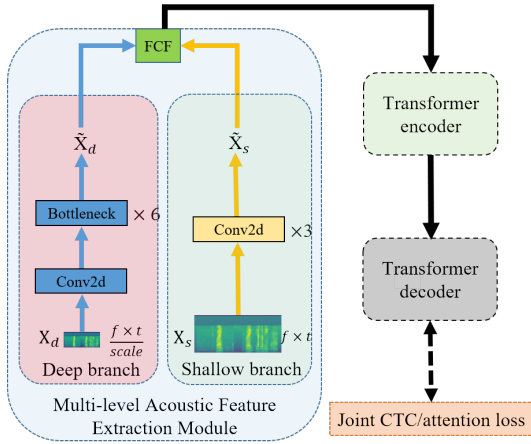 FCF
X̃d
X̃s
Bottleneck × 6
Conv2d
Conv2d ×3
Xd f × t / scale
Xs f × t
Deep branch
Shallow branch
Multi-level Acoustic Feature
Extraction Module
Transformer
encoder
Transformer
decoder
Joint CTC/attention loss